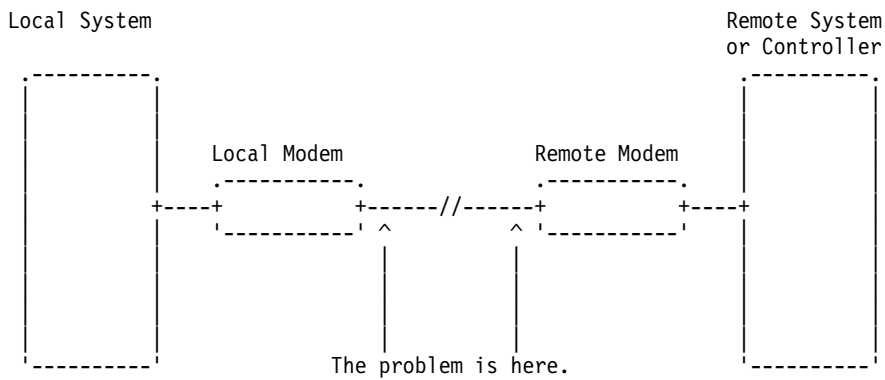 Local System Remote System
or Controller
Local Modem Remote Modem
The problem is here.